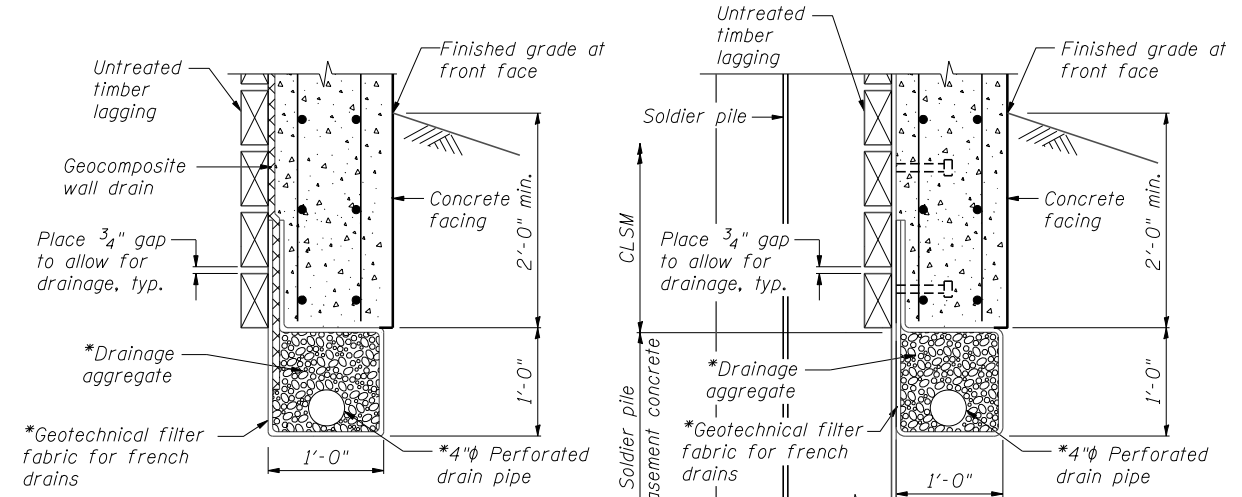 Untreated
timber
lagging
Finished grade at
front face
Geocomposite
wall drain
Concrete
facing
2'-0" min.
Place 3/4" gap
to allow for
drainage, typ.
*Drainage
aggregate
1'-0"
*Geotechnical filter
fabric for french
drains
*4"ϕ Perforated
drain pipe
1'-0"
Untreated
timber
lagging
Finished grade at
front face
Soldier pile
CLSM
Concrete
facing
2'-0" min.
Place 3/4" gap
to allow for
drainage, typ.
Soldier pile
asement concrete
*Drainage
aggregate
1'-0"
*Geotechnical filter
fabric for french
drains
*4"ϕ Perforated
drain pipe
1'-0"